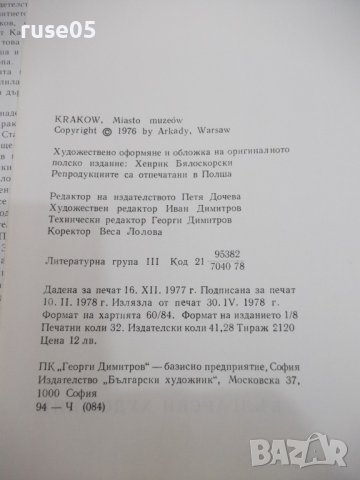 ruse05
KRAKOW, Miasto muzeów
Copyright © 1976 by Arkady, Warsaw
Художествено оформяне и обложка на оригиналното
полско издание: Хенрик Бялоскорски
Репродукциите са отпечатани в Полша
Редактор на издателството Петя Дочева
Художествен редактор Иван Димитров
Технически редактор Георги Димитров
Коректор Веса Лолова
95382
Литературна група III Код 21
7040 78
Дадена за печат 16. XII. 1977 г. Подписана за печат
10. II. 1978 г. Излязла от печат 30. IV. 1978 г.
Формат на хартията 60/84. Формат на изданието 1/8
Печатни коли 32. Издателски коли 41,28 Тираж 2120
Цена 12 лв.
ПК „Георги Димитров“ — базисно предприятие, София
Издателство „Български художник“, Московска 37,
1000 София
94 — Ч (084)
BAZAR